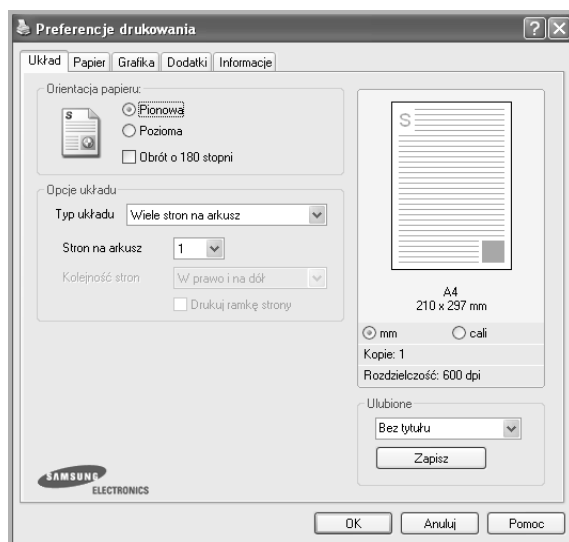 Preferencje drukowania
Układ Papier Grafika Dodatki Informacje
Orientacja papieru:
S
Pionowa
Pozioma
Obrót o 180 stopni
Opcje układu
Typ układu Wiele stron na arkusz
Stron na arkusz 1
Kolejność stron W prawo i na dół
Drukuj ramkę strony
S
A4
210 x 297 mm
mm cali
Kopie: 1
Rozdzielczość: 600 dpi
Ulubione
Bez tytułu
Zapisz
SAMSUNG
ELECTRONICS
OK Anuluj Pomoc